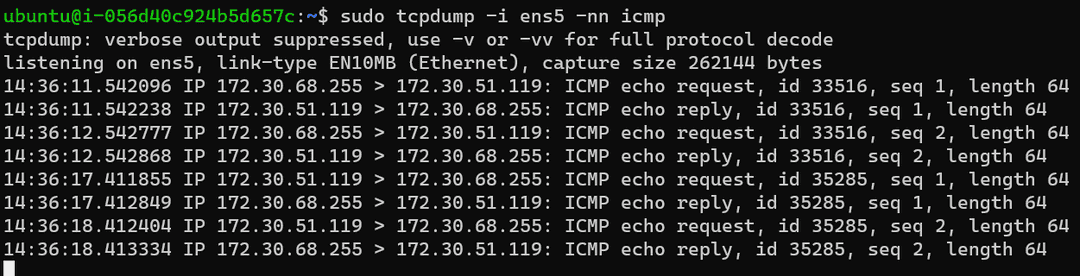 ubuntu@i-056d40c924b5d657c:~$ sudo tcpdump -i ens5 -nn icmp
tcpdump: verbose output suppressed, use -v or -vv for full protocol decode
listening on ens5, link-type EN10MB (Ethernet), capture size 262144 bytes
14:36:11.542096 IP 172.30.68.255 > 172.30.51.119: ICMP echo request, id 33516, seq 1, length 64
14:36:11.542238 IP 172.30.51.119 > 172.30.68.255: ICMP echo reply, id 33516, seq 1, length 64
14:36:12.542777 IP 172.30.68.255 > 172.30.51.119: ICMP echo request, id 33516, seq 2, length 64
14:36:12.542868 IP 172.30.51.119 > 172.30.68.255: ICMP echo reply, id 33516, seq 2, length 64
14:36:17.411855 IP 172.30.51.119 > 172.30.68.255: ICMP echo request, id 35285, seq 1, length 64
14:36:17.412849 IP 172.30.68.255 > 172.30.51.119: ICMP echo reply, id 35285, seq 1, length 64
14:36:18.412404 IP 172.30.51.119 > 172.30.68.255: ICMP echo request, id 35285, seq 2, length 64
14:36:18.413334 IP 172.30.68.255 > 172.30.51.119: ICMP echo reply, id 35285, seq 2, length 64